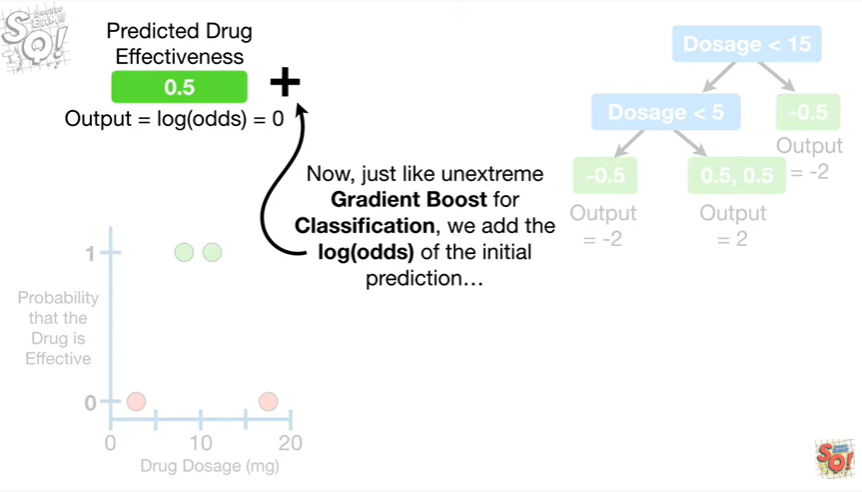 Predicted Drug
Effectiveness
0.5
+
Output = log(odds) = 0
Now, just like unextreme
Gradient Boost for
Classification, we add the
log(odds) of the initial
prediction…
Dosage < 15
Dosage < 5
-0.5
Output
= -2
-0.5
0.5, 0.5
Output
= -2
Output
= 2
1
Probability
that the
Drug is
Effective
0
0
10
20
Drug Dosage (mg)
SQ!
SQ!